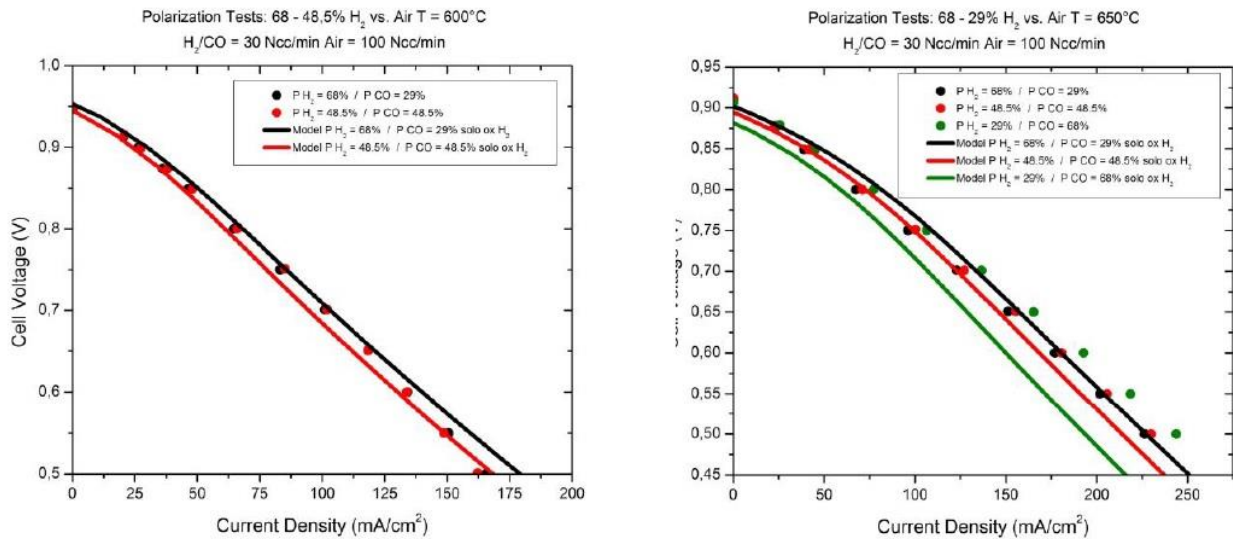 Polarization Tests: 68 - 48,5% H₂ vs. Air T = 600°C
H₂/CO = 30 Ncc/min Air = 100 Ncc/min
P H₂ = 68% / P CO = 29%
P H₂ = 48.5% / P CO = 48.5%
Model P H₂ = 68% / P CO = 29% solo ox H₂
Model P H₂ = 48.5% / P CO = 48.5% solo ox H₂
Cell Voltage (V)
1.0
0.9
0.8
0.7
0.6
0.5
0
25
50
75
100
125
150
175
200
Current Density (mA/cm²)
Polarization Tests: 68 - 29% H₂ vs. Air T = 650°C
H₂/CO = 30 Ncc/min Air = 100 Ncc/min
P H₂ = 68% / P CO = 29%
P H₂ = 48.5% / P CO = 48.5%
P H₂ = 29% / P CO = 68%
Model P H₂ = 68% / P CO = 29% solo ox H₂
Model P H₂ = 48.5% / P CO = 48.5% solo ox H₂
Model P H₂ = 29% / P CO = 68% solo ox H₂
0,95
0,90
0,85
0,80
0,75
0,70
0,65
0,60
0,55
0,50
0,45
0
50
100
150
200
250
Current Density (mA/cm²)